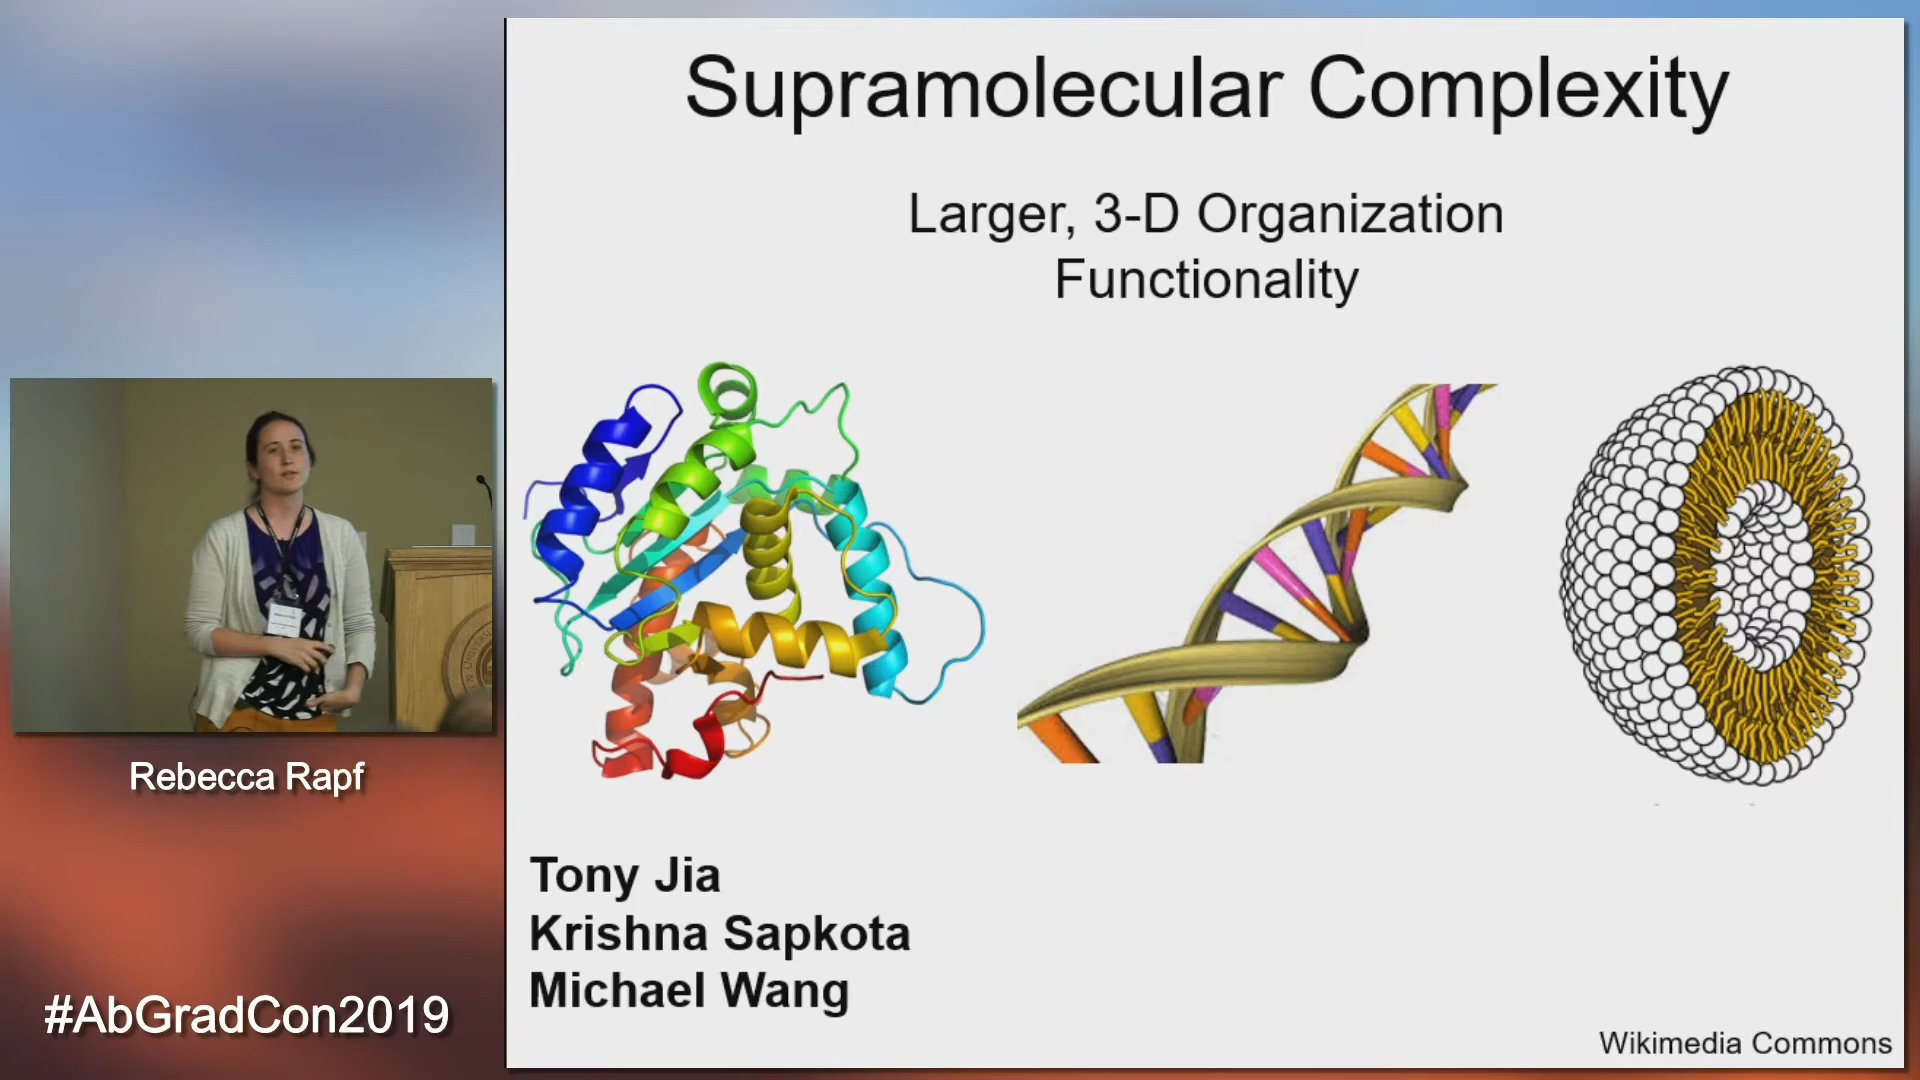 Supramolecular Complexity
Larger, 3-D Organization
Functionality
Tony Jia
Krishna Sapkota
Michael Wang
Wikimedia Commons
Rebecca Rapf
#AbGradCon2019